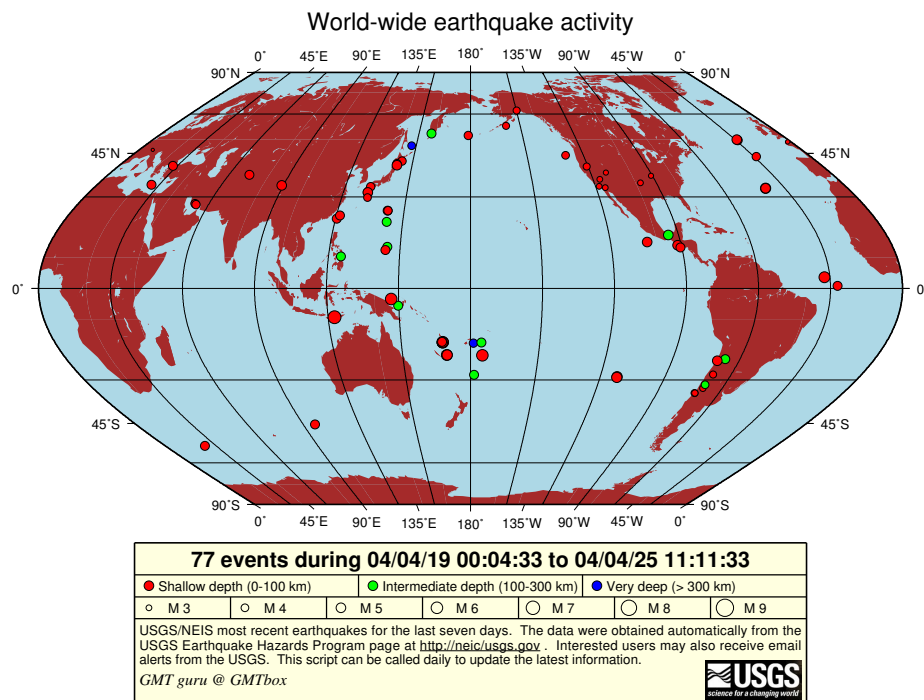 World-wide earthquake activity
0˚ 45˚E 90˚E 135˚E 180˚ 135˚W 90˚W 45˚W 0˚
90˚N 90˚N
45˚N 45˚N
0˚ 0˚
45˚S 45˚S
90˚S 90˚S
0˚ 45˚E 90˚E 135˚E 180˚ 135˚W 90˚W 45˚W 0˚
77 events during 04/04/19 00:04:33 to 04/04/25 11:11:33
Shallow depth (0-100 km) Intermediate depth (100-300 km) Very deep (> 300 km)
M 3 M 4 M 5 M 6 M 7 M 8 M 9
USGS/NEIS most recent earthquakes for the last seven days. The data were obtained automatically from the
USGS Earthquake Hazards Program page at http://neic/usgs.gov . Interested users may also receive email
alerts from the USGS. This script can be called daily to update the latest information.
GMT guru @ GMTbox
USGS
science for a changing world